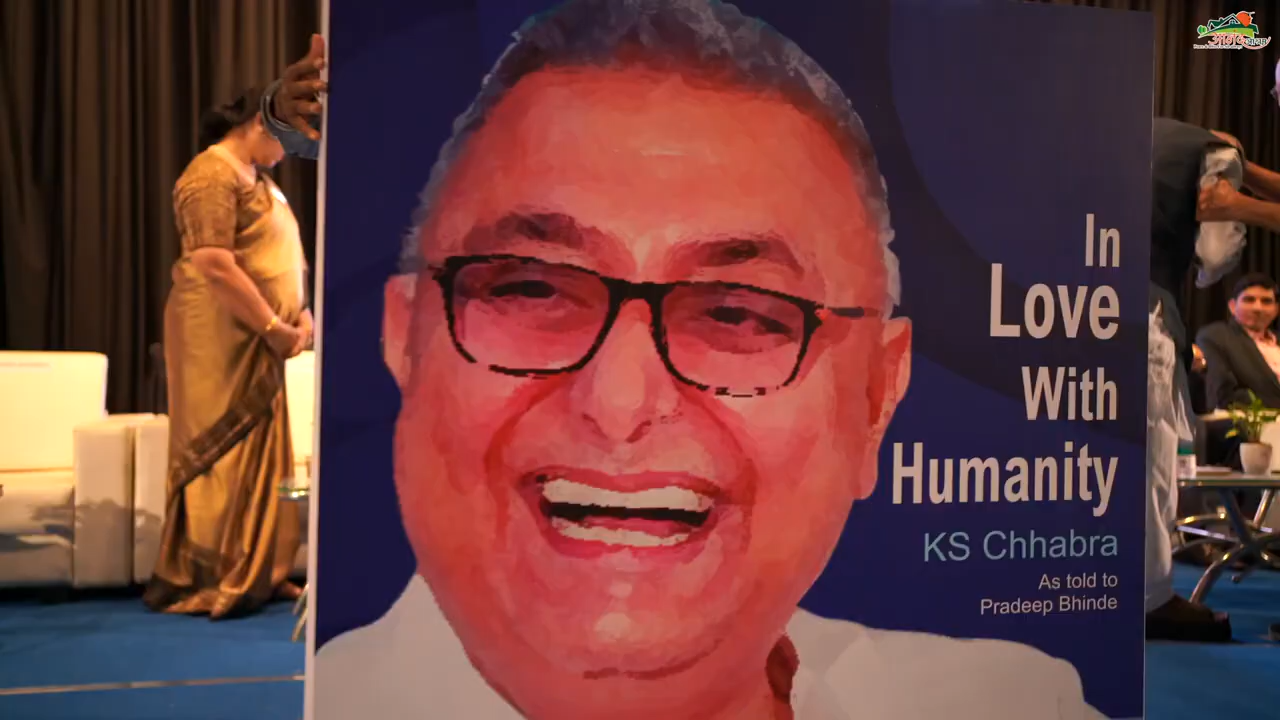 In
Love
With
Humanity
KS Chhabra
As told to
Pradeep Bhinde